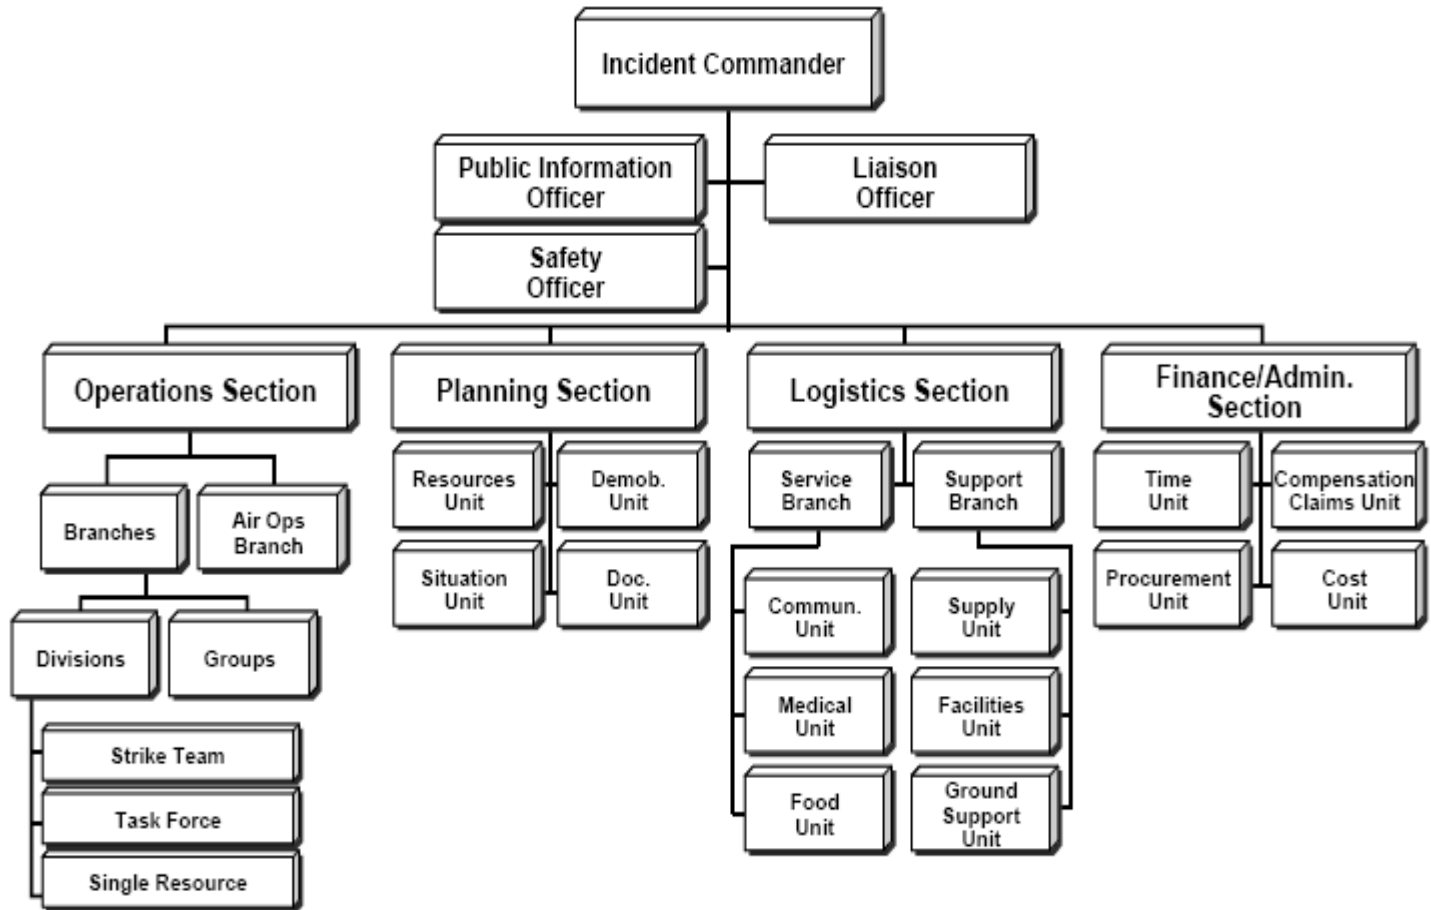 Incident Commander
Public Information
Officer
Liaison
Officer
Safety
Officer
Operations Section
Planning Section
Logistics Section
Finance/Admin.
Section
Branches
Air Ops
Branch
Divisions
Groups
Strike Team
Task Force
Single Resource
Resources
Unit
Demob.
Unit
Situation
Unit
Doc.
Unit
Service
Branch
Support
Branch
Commun.
Unit
Supply
Unit
Medical
Unit
Facilities
Unit
Food
Unit
Ground
Support
Unit
Time
Unit
Compensation
Claims Unit
Procurement
Unit
Cost
Unit